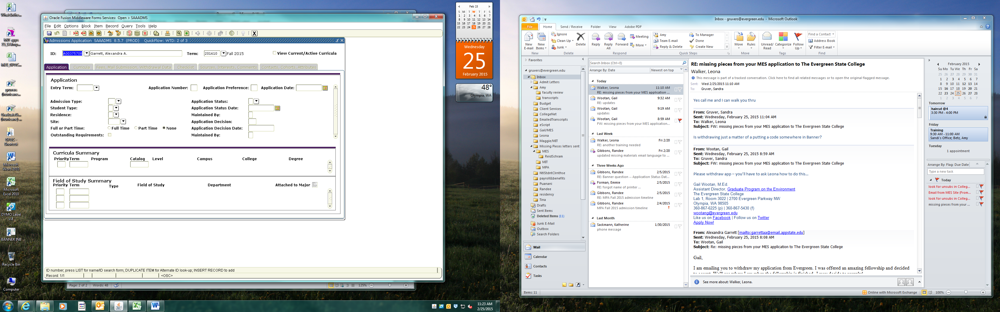 What-Inthe...
MIT apps
MES_GPAC...
gruvers
(hurricane...
GraduateSt...
(hurricane)...
GPAC -
Shortcut
Microsoft
Word 2010
Microsoft
Excel 2010
DYMO Label
v.8
BANNER INB
Recycle Bin
Computer
Oracle Fusion Middleware Forms Services: Open > SAAADMS
File Edit Options Block Item Record Query Tools Help
Admissions Application SAAADMS 8.5.7 (PROD) QuickFlow: WTD: 2 of 3
ID: A00375708 Garrett, Alexandra A. Term: 201610 Fall 2015 View Current/Active Curricula
Application Curricula Fees, Mail Submission, Withdrawal Data Checklist Sources, Interests, Comments Contacts, Cohorts, Attributes
Application
Entry Term: Application Number: Application Preference: Application Date:
Admission Type: Application Status:
Student Type: Application Status Date:
Residence: Maintained By:
Site: Application Decision:
Full or Part Time: Full Time Part Time None Application Decision Date:
Outstanding Requirements: Maintained By:
Curricula Summary
Priority Term Program Catalog Level Campus College Degree
Field of Study Summary
Priority Term Type Field of Study Department Attached to Major
ID number; press LIST for name/ID search form; DUPLICATE ITEM for Alternate ID look-up; INSERT RECORD to add
Record: 1/1 <OSC>
Page: 2 of 2 Words: 48 125%
Feb 15
S M T W T F S
1 2 3 4 5 6 7
8 9 10 11 12 13 14
15 16 17 18 19 20 21
22 23 24 25 26 27 28
Wednesday
25
February 2015
48°
Olympia, WA
11:23 AM
2/25/2015
Inbox - gruvers@evergreen.edu - Microsoft Outlook
File Home Send / Receive Folder View Adobe PDF
New E-mail
New Items
New
Ignore
Clean Up
Junk
Delete
Delete
Reply
Reply All
Forward
Meeting
More
Respond
Amy
Team E-mail
Reply & Delete
To Manager
Done
Create New
Quick Steps
Move
Rules
Move
Unread/ Read
Categorize
Follow Up
Tags
Find a Contact
Address Book
Filter E-mail
Find
Favorites
gruvers@evergreen.edu
Inbox
Admit Letters
Amy
faculty review
transcripts
Budget
Client Services
CollegeNet
EmailedTranscripts
eScript
Gail/MES
Leona
Maggie/MIT
Missing Pieces letters sent
MES
ReidSchram
MIT
MPA
NtlStdntClrnthse
payroll&benefits
Puanani
Randee
residency
Tina
Drafts
Sent Items
Deleted Items (11)
Junk E-Mail
Outbox
Search Folders
Mail
Calendar
Contacts
Tasks
Items: 11
Search Inbox (Ctrl+E)
Arrange By: Date Newest on top
Today
Walker, Leona 11:10 AM
RE: missing pieces from your MES application ...
Wootan, Gail 9:32 AM
RE: updates
Wootan, Gail 9:19 AM
updates
Wootan, Gail 8:59 AM
FW: missing pieces from your MES application...
Last Week
Walker, Leona Fri 2/20
RE: another training needed
Gibbons, Randee Fri 2/20
updated missing materials email language to ...
Three Weeks Ago
Gibbons, Randee 2/5/2015
RE: Banner question -- Application Status Dat...
Forman, Emmie 2/5/2015
RE: forgot name of printer ...
Gibbons, Randee 2/5/2015
RE: MPA Fall 2015 admission timeline
Gibbons, Randee 2/4/2015
MPA Fall 2015 admission timeline
Last Month
Sackmann, Katherine 1/30/2015
phone message
RE: missing pieces from your MES application to The Evergreen State College
Walker, Leona
This message is part of a tracked conversation. Click here to find all related messages or to open the original flagged message.
Sent: Wed 2/25/2015 11:10 AM
To: Gruver, Sandra
Yes call me and I can walk you thru
From: Gruver, Sandra
Sent: Wednesday, February 25, 2015 11:04 AM
To: Walker, Leona
Subject: FW: missing pieces from your MES application to The Evergreen State College
Is withdrawing just a matter of a putting a code somewhere in Banner?
From: Wootan, Gail
Sent: Wednesday, February 25, 2015 8:59 AM
To: Gruver, Sandra
Subject: FW: missing pieces from your MES application to The Evergreen State College
Please withdraw app – you'll have to ask Leona how to do this...
Gail Wootan, M.Ed.
Assistant Director, Graduate Program on the Environment
The Evergreen State College
Lab 1, Room 3022 | 2700 Evergreen Parkway NW
Olympia, WA 98505
360-867-6225 (p) | 360-867-5430 (f)
wootang@evergreen.edu
Like us on Facebook | Follow us on Twitter
Apply Now!
From: Alexandra Garrett [mailto:garrettaa@email.appstate.edu]
Sent: Wednesday, February 25, 2015 8:08 AM
To: Wootan, Gail
Subject: Re: missing pieces from your MES application to The Evergreen State College
Gail,
I am emailing you to withdraw my application from Evergreen. I was offered an amazing fellowship and decided
See more about: Walker, Leona.
Online with Microsoft Exchange 100%
February 2015
Su Mo Tu We Th Fr Sa
25 26 27 28 29 30 31
1 2 3 4 5 6 7
8 9 10 11 12 13 14
15 16 17 18 19 20 21
22 23 24 25 26 27 28
1 2 3 4 5 6 7
Tomorrow
haircut @4
3:30 PM - 4:00 PM
Friday
Training
9:30 AM - 11:00 AM
Sandi's Office; Betz, Amy
Tuesday
1 appointment
Arrange By: Flag: Due Date
Type a new task
Today
look for unsubs in Colleg...
Email from MES Site (From...
look for unsubs in Colleg...
missing pieces from your ...